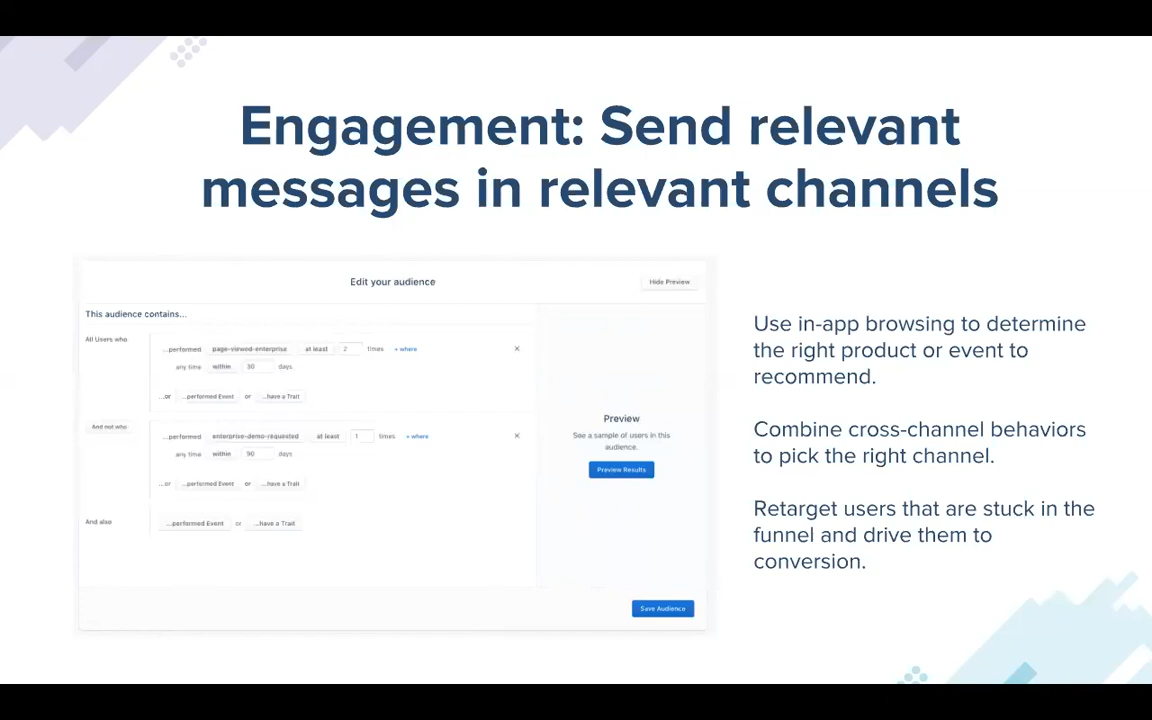 Engagement: Send relevant
messages in relevant channels
Edit your audience
Hide Preview
This audience contains...
All Users who
...performed page-viewed-enterprise at least 2 times + where
any time within 30 days
...or ...performed Event or ...have a Trait
And not who
...performed enterprise-demo-requested at least 1 times + where
any time within 90 days
...or ...performed Event or ...have a Trait
And also
...performed Event or ...have a Trait
Preview
See a sample of users in this
audience.
Preview Results
Save Audience
Use in-app browsing to determine
the right product or event to
recommend.
Combine cross-channel behaviors
to pick the right channel.
Retarget users that are stuck in the
funnel and drive them to
conversion.